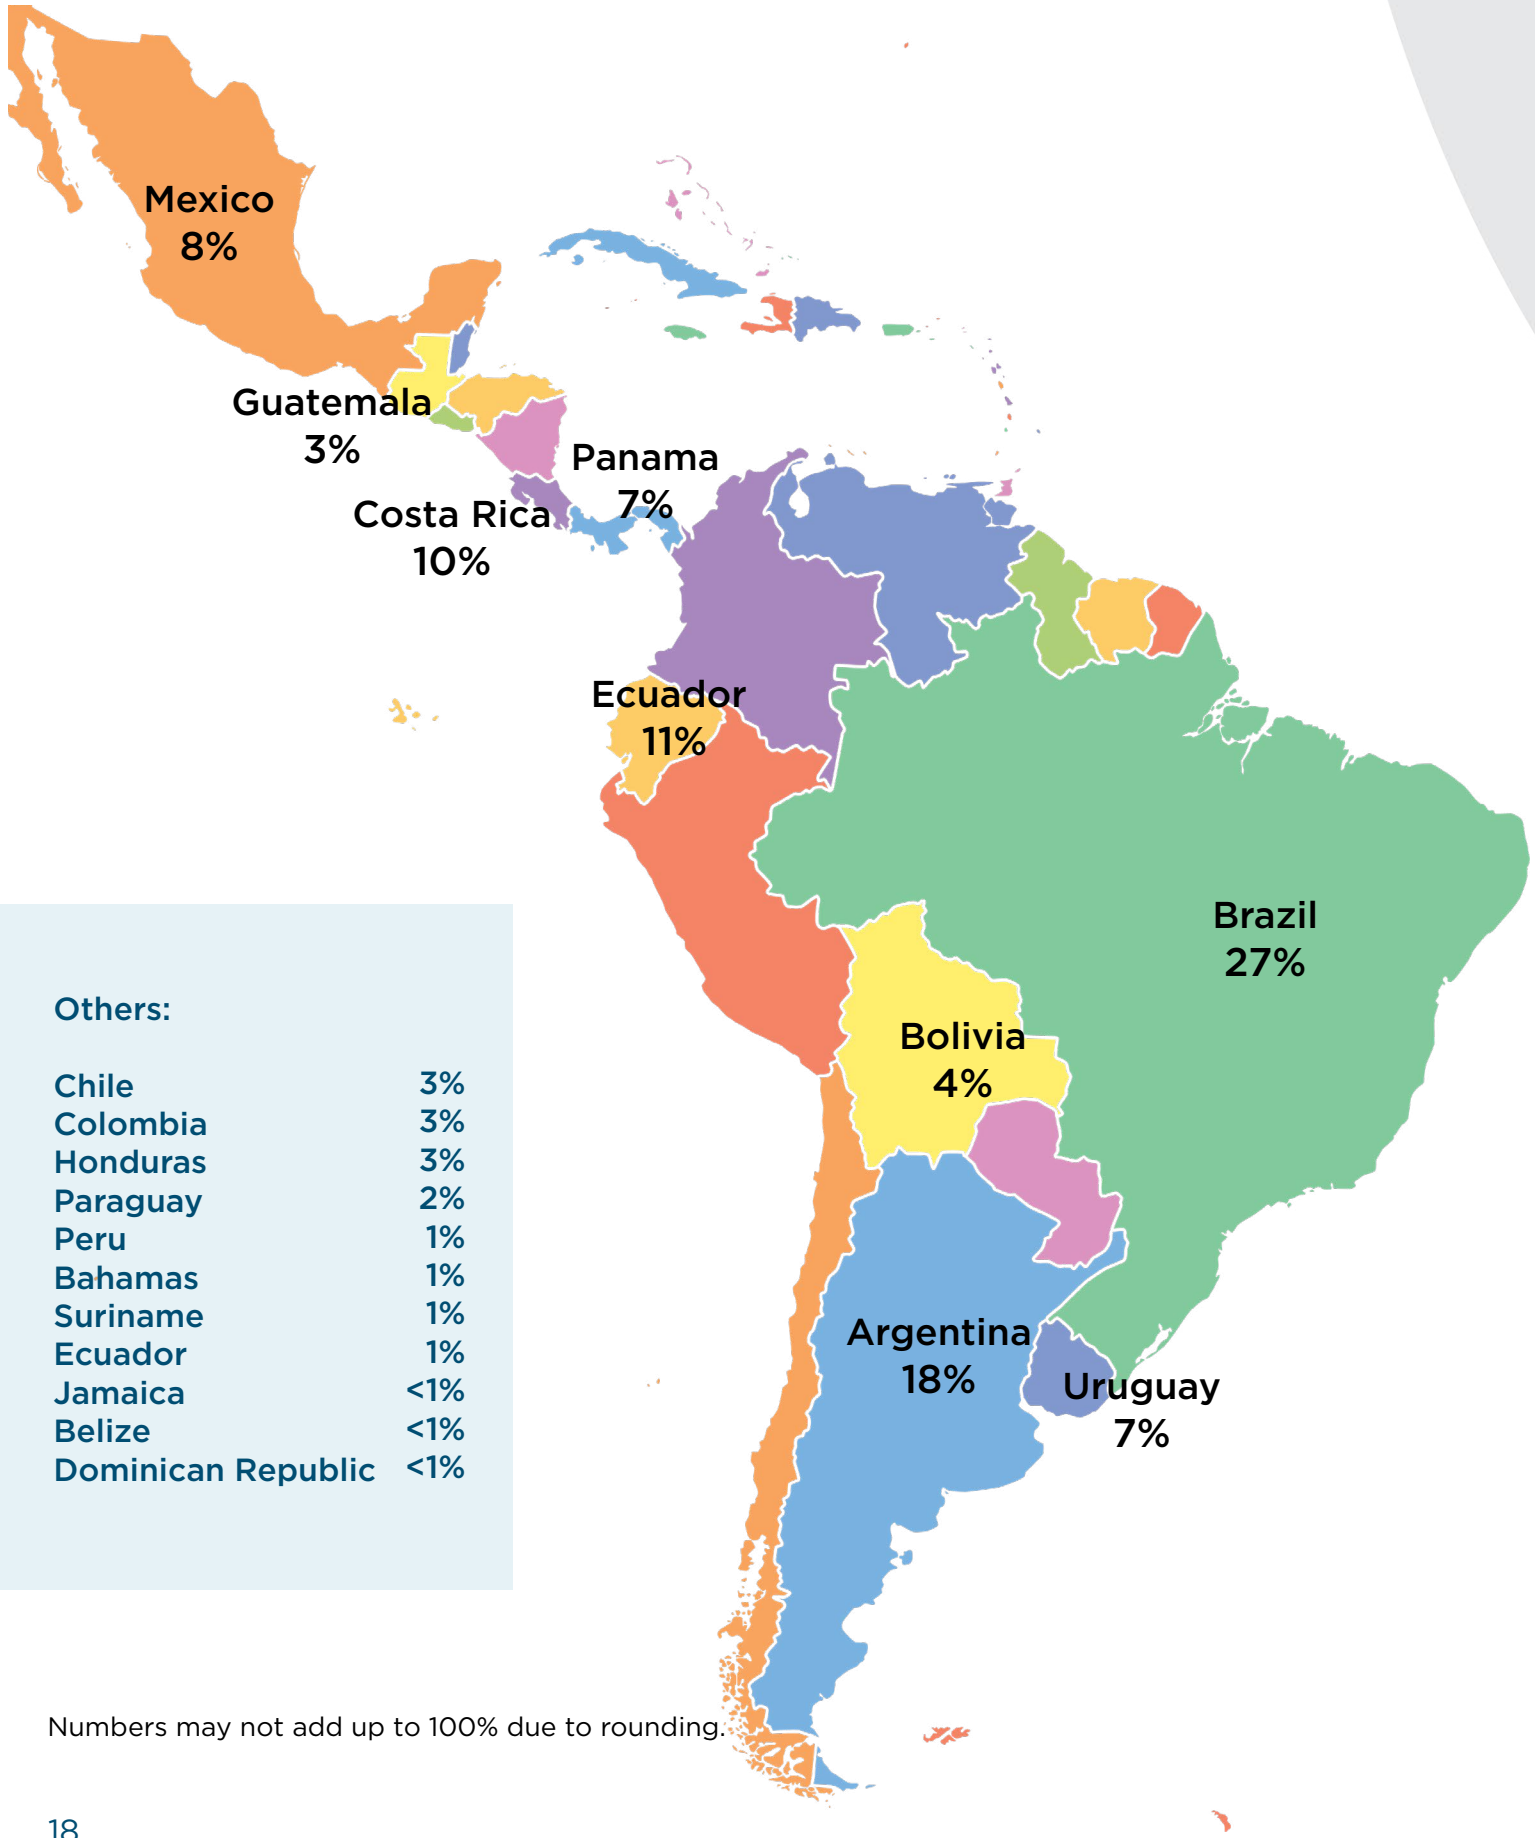 Mexico
8%
Guatemala
3%
Panama
7%
Costa Rica
10%
Ecuador
11%
Brazil
27%
Bolivia
4%
Argentina
18%
Uruguay
7%
Others:
Chile 3%
Colombia 3%
Honduras 3%
Paraguay 2%
Peru 1%
Bahamas 1%
Suriname 1%
Ecuador 1%
Jamaica <1%
Belize <1%
Dominican Republic <1%
Numbers may not add up to 100% due to rounding.
18